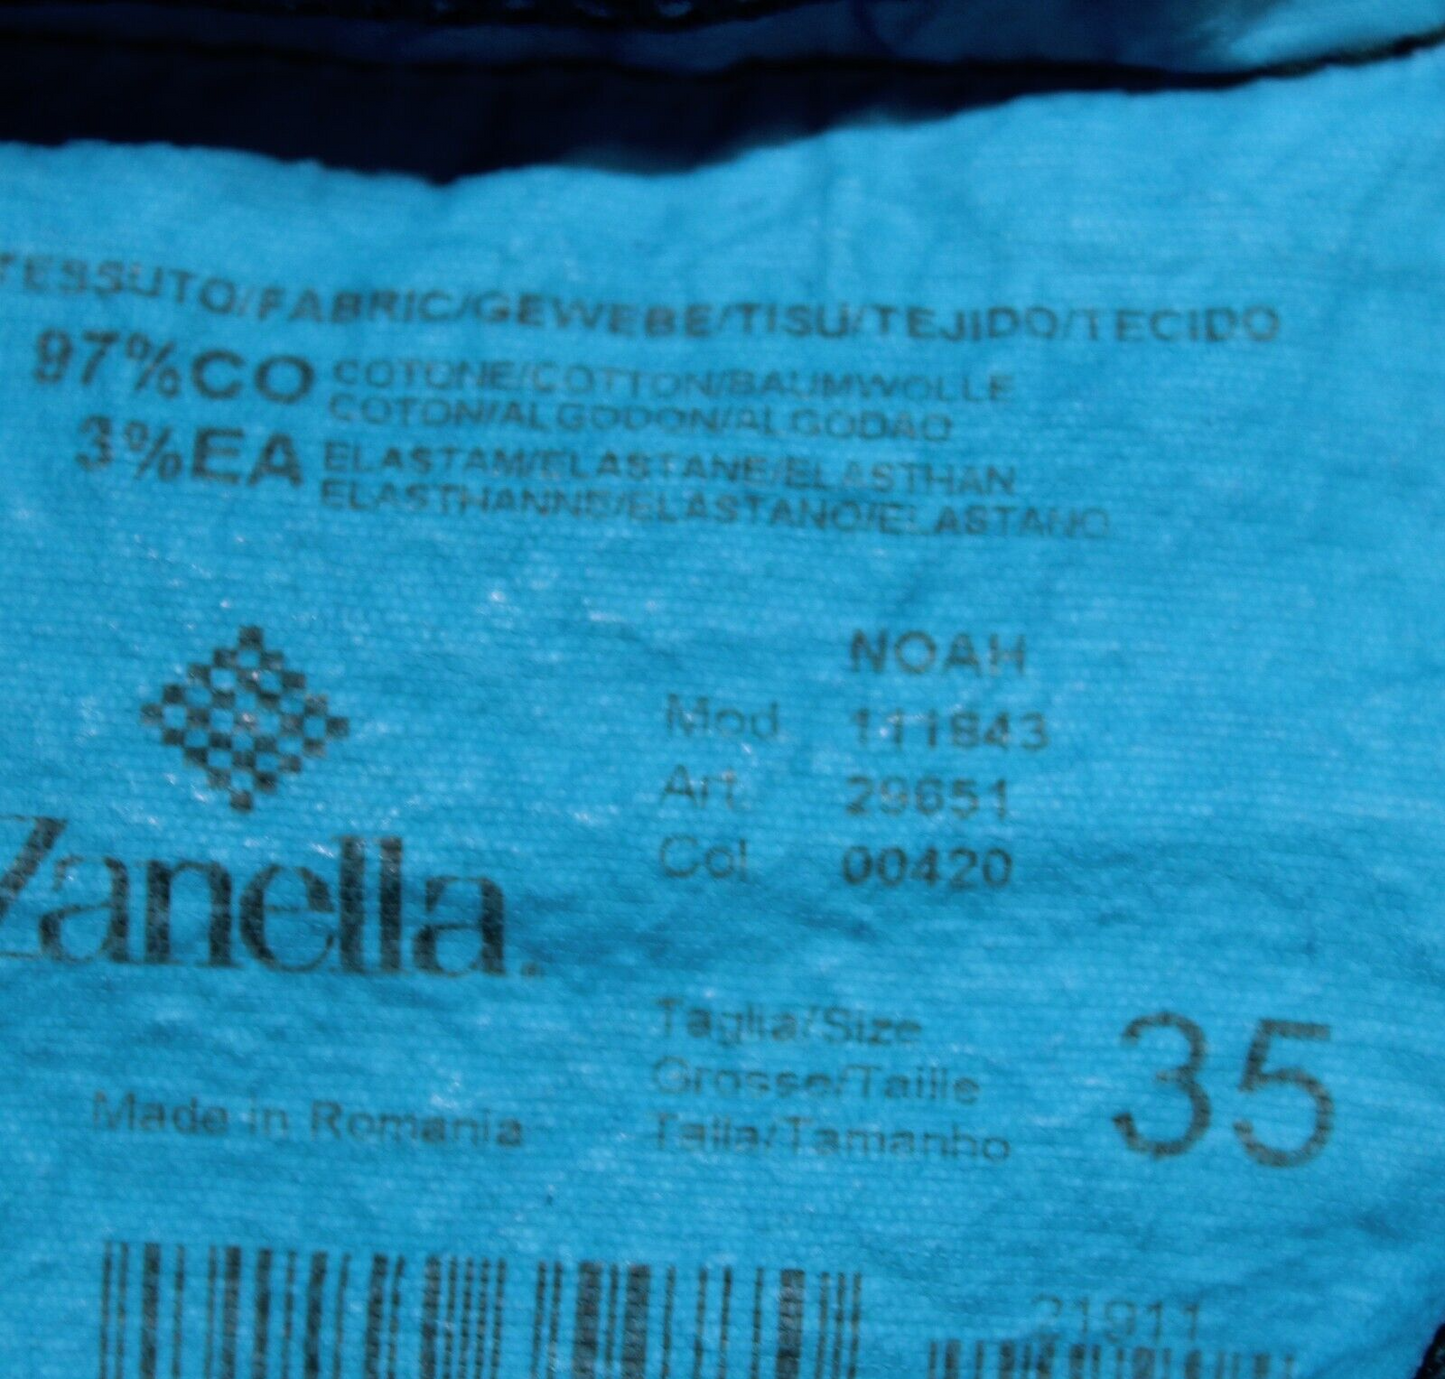 TESSUTO/FABRIC/GEWEBE/TISU/TEJIDO/TECIDO
97%CO COTONE/COTTON/BAUMWOLLE
COTON/ALGODON/ALGODAO
3%EA ELASTAM/ELASTANE/ELASTHAN
ELASTHANNE/ELASTANO/ELASTANO
NOAH
Mod. 111843
Art. 29651
Col. 00420
Zanella
Taglia/Size
Grosse/Taille
Talla/Tamanho
35
Made in Romania
21911